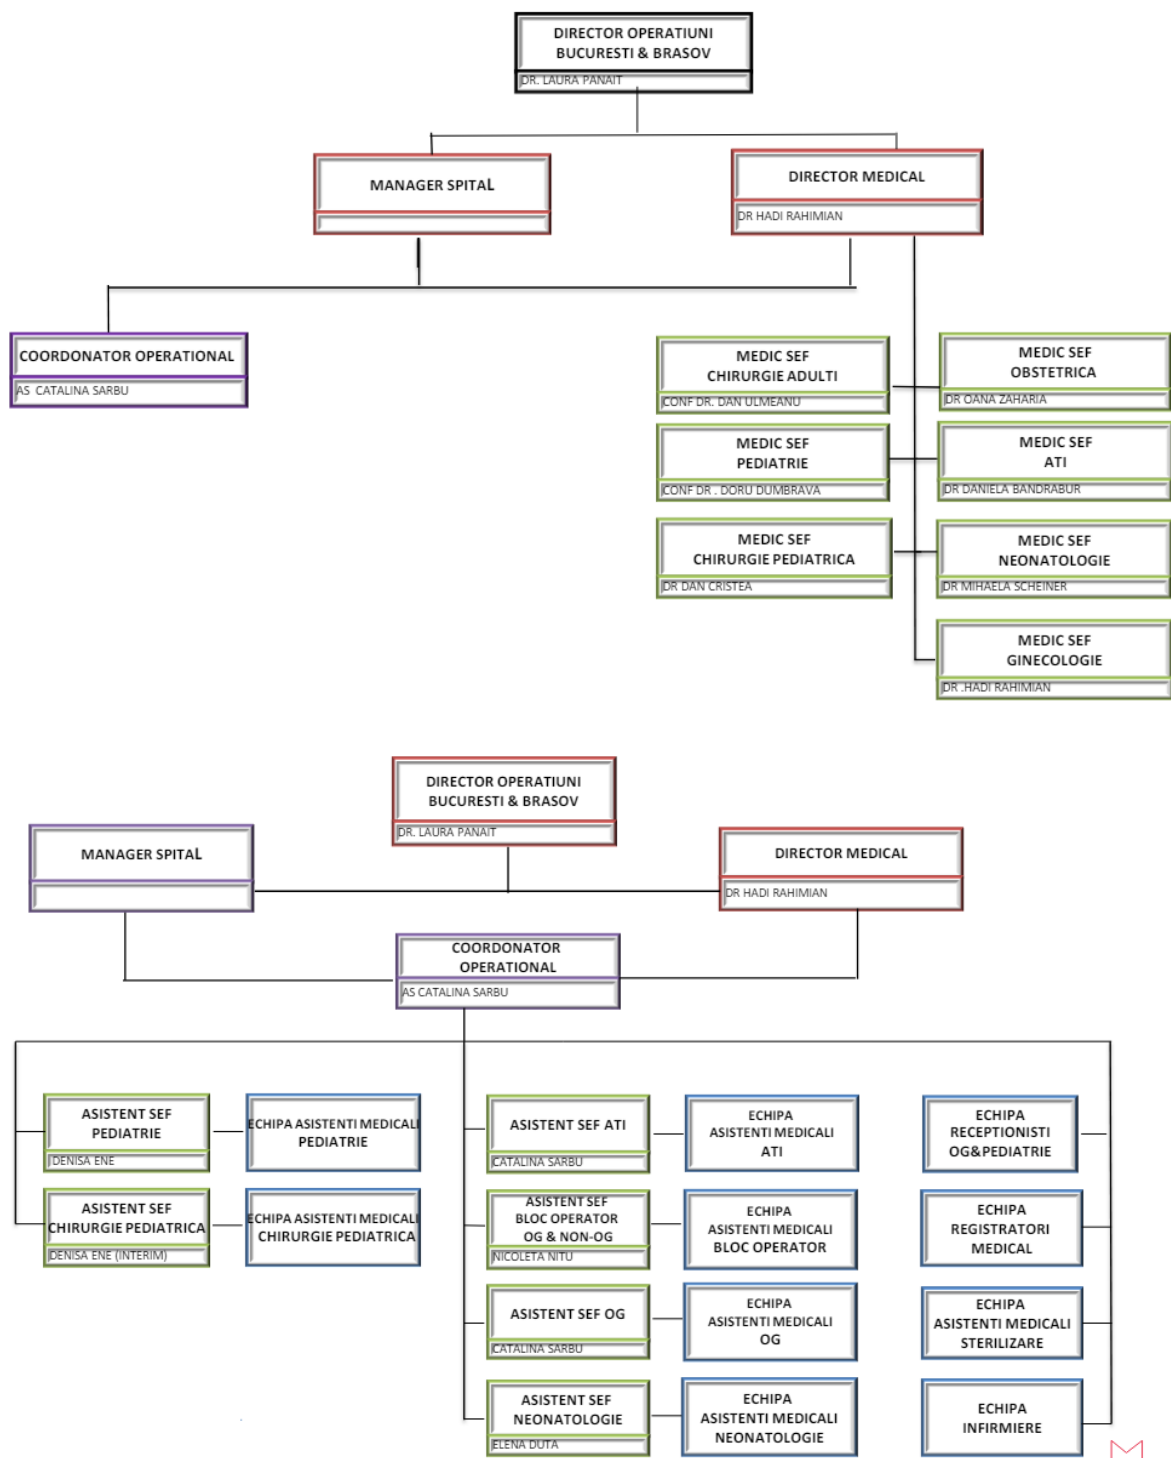 DIRECTOR OPERATIUNI
BUCURESTI & BRASOV
DR. LAURA PANAIT
MANAGER SPITAL
DIRECTOR MEDICAL
DR HADI RAHIMIAN
COORDONATOR OPERATIONAL
AS CATALINA SARBU
MEDIC SEF
CHIRURGIE ADULTI
CONF DR. DAN ULMEANU
MEDIC SEF
OBSTETRICA
DR OANA ZAHARIA
MEDIC SEF
PEDIATRIE
CONF DR . DORU DUMBRAVA
MEDIC SEF
ATI
DR DANIELA BANDRABUR
MEDIC SEF
CHIRURGIE PEDIATRICA
DR DAN CRISTEA
MEDIC SEF
NEONATOLOGIE
DR MIHAELA SCHEINER
MEDIC SEF
GINECOLOGIE
DR .HADI RAHIMIAN
DIRECTOR OPERATIUNI
BUCURESTI & BRASOV
DR. LAURA PANAIT
MANAGER SPITAL
DIRECTOR MEDICAL
DR HADI RAHIMIAN
COORDONATOR
OPERATIONAL
AS CATALINA SARBU
ASISTENT SEF
PEDIATRIE
DENISA ENE
ECHIPA ASISTENTI MEDICALI
PEDIATRIE
ASISTENT SEF
CHIRURGIE PEDIATRICA
DENISA ENE (INTERIM)
ECHIPA ASISTENTI MEDICALI
CHIRURGIE PEDIATRICA
ASISTENT SEF ATI
CATALINA SARBU
ECHIPA
ASISTENTI MEDICALI
ATI
ASISTENT SEF
BLOC OPERATOR
OG & NON-OG
NICOLETA NITU
ECHIPA
ASISTENTI MEDICALI
BLOC OPERATOR
ASISTENT SEF OG
CATALINA SARBU
ECHIPA
ASISTENTI MEDICALI
OG
ASISTENT SEF
NEONATOLOGIE
ELENA DUTA
ECHIPA
ASISTENTI MEDICALI
NEONATOLOGIE
ECHIPA
RECEPTIONISTI
OG&PEDIATRIE
ECHIPA
REGISTRATORI
MEDICAL
ECHIPA
ASISTENTI MEDICALI
STERILIZARE
ECHIPA
INFIRMIERE